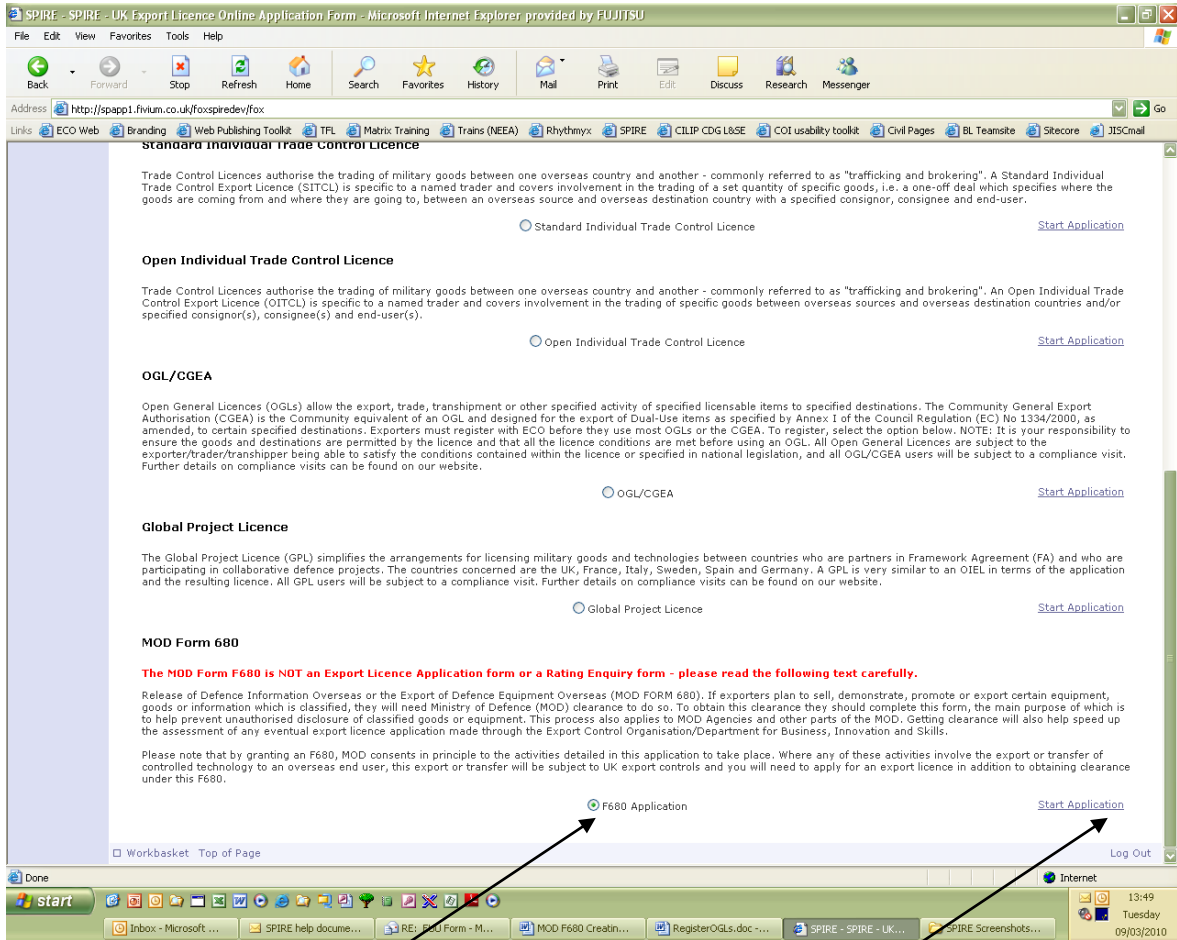 SPIRE - SPIRE - UK Export Licence Online Application Form - Microsoft Internet Explorer provided by FUJITSU
File Edit View Favorites Tools Help
Back Forward Stop Refresh Home Search Favorites History Mail Print Edit Discuss Research Messenger
Address http://spapp1.fivium.co.uk/foxspiredev/fox Go
Links ECO Web Branding Web Publishing Toolkit TFL Matrix Training Trains (NEEA) Rhythmyx SPIRE CILIP CDG L&SE COI usability toolkit Civil Pages BL Teamsite Sitecore JISCmail
Standard Individual Trade Control Licence
Trade Control Licences authorise the trading of military goods between one overseas country and another - commonly referred to as "trafficking and brokering". A Standard Individual
Trade Control Export Licence (SITCL) is specific to a named trader and covers involvement in the trading of a set quantity of specific goods, i.e. a one-off deal which specifies where the
goods are coming from and where they are going to, between an overseas source and overseas destination country with a specified consignor, consignee and end-user.
Standard Individual Trade Control Licence Start Application
Open Individual Trade Control Licence
Trade Control Licences authorise the trading of military goods between one overseas country and another - commonly referred to as "trafficking and brokering". An Open Individual Trade
Control Export Licence (OITCL) is specific to a named trader and covers involvement in the trading of specific goods between overseas sources and overseas destination countries and/or
specified consignor(s), consignee(s) and end-user(s).
Open Individual Trade Control Licence Start Application
OGL/CGEA
Open General Licences (OGLs) allow the export, trade, transhipment or other specified activity of specified licensable items to specified destinations. The Community General Export
Authorisation (CGEA) is the Community equivalent of an OGL and designed for the export of Dual-Use items as specified by Annex I of the Council Regulation (EC) No 1334/2000, as
amended, to certain specified destinations. Exporters must register with ECO before they use most OGLs or the CGEA. To register, select the option below. NOTE: It is your responsibility to
ensure the goods and destinations are permitted by the licence and that all the licence conditions are met before using an OGL. All Open General Licences are subject to the
exporter/trader/transhipper being able to satisfy the conditions contained within the licence or specified in national legislation, and all OGL/CGEA users will be subject to a compliance visit.
Further details on compliance visits can be found on our website.
OGL/CGEA Start Application
Global Project Licence
The Global Project Licence (GPL) simplifies the arrangements for licensing military goods and technologies between countries who are partners in Framework Agreement (FA) and who are
participating in collaborative defence projects. The countries concerned are the UK, France, Italy, Sweden, Spain and Germany. A GPL is very similar to an OIEL in terms of the application
and the resulting licence. All GPL users will be subject to a compliance visit. Further details on compliance visits can be found on our website.
Global Project Licence Start Application
MOD Form 680
The MOD Form F680 is NOT an Export Licence Application form or a Rating Enquiry form - please read the following text carefully.
Release of Defence Information Overseas or the Export of Defence Equipment Overseas (MOD FORM 680). If exporters plan to sell, demonstrate, promote or export certain equipment,
goods or information which is classified, they will need Ministry of Defence (MOD) clearance to do so. To obtain this clearance they should complete this form, the main purpose of which is
to help prevent unauthorised disclosure of classified goods or equipment. This process also applies to MOD Agencies and other parts of the MOD. Getting clearance will also help speed up
the assessment of any eventual export licence application made through the Export Control Organisation/Department for Business, Innovation and Skills.
Please note that by granting an F680, MOD consents in principle to the activities detailed in this application to take place. Where any of these activities involve the export or transfer of
controlled technology to an overseas end user, this export or transfer will be subject to UK export controls and you will need to apply for an export licence in addition to obtaining clearance
under this F680.
F680 Application Start Application
Workbasket Top of Page Log Out
Done Internet
start 13:49
Tuesday
Inbox - Microsoft ... SPIRE help docume... RE: Form - M... MOD F680 Creatin... RegisterOGLs.doc -... SPIRE - SPIRE - UK... SPIRE Screenshots... 09/03/2010